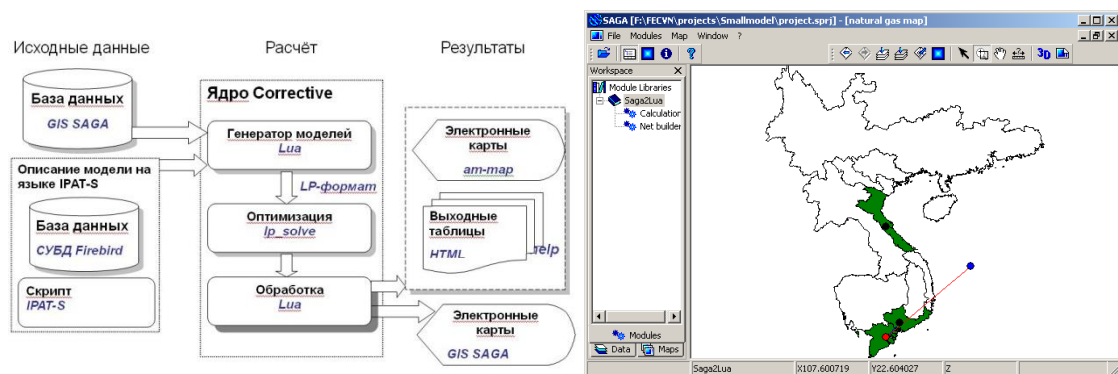 Исходные данные
База данных
GIS SAGA
Описание модели на
языке IPAT-S
База данных
СУБД Firebird
Скрипт
IPAT-S
Расчёт
Ядро Corrective
Генератор моделей
Lua
LP-формат
Оптимизация
lp_solve
Обработка
Lua
Результаты
Электронные
карты
am-map
Выходные
таблицы
HTML
help
Электронные
карты
GIS SAGA
SAGA [F:\FECVN\projects\Smallmodel\project.sprj] - [natural gas map]
File Modules Map Window ?
3D
Workspace
Module Libraries
Saga2Lua
Calculation
Net builder
Modules
Data Maps
Saga2Lua X107.600719 Y22.604027 Z